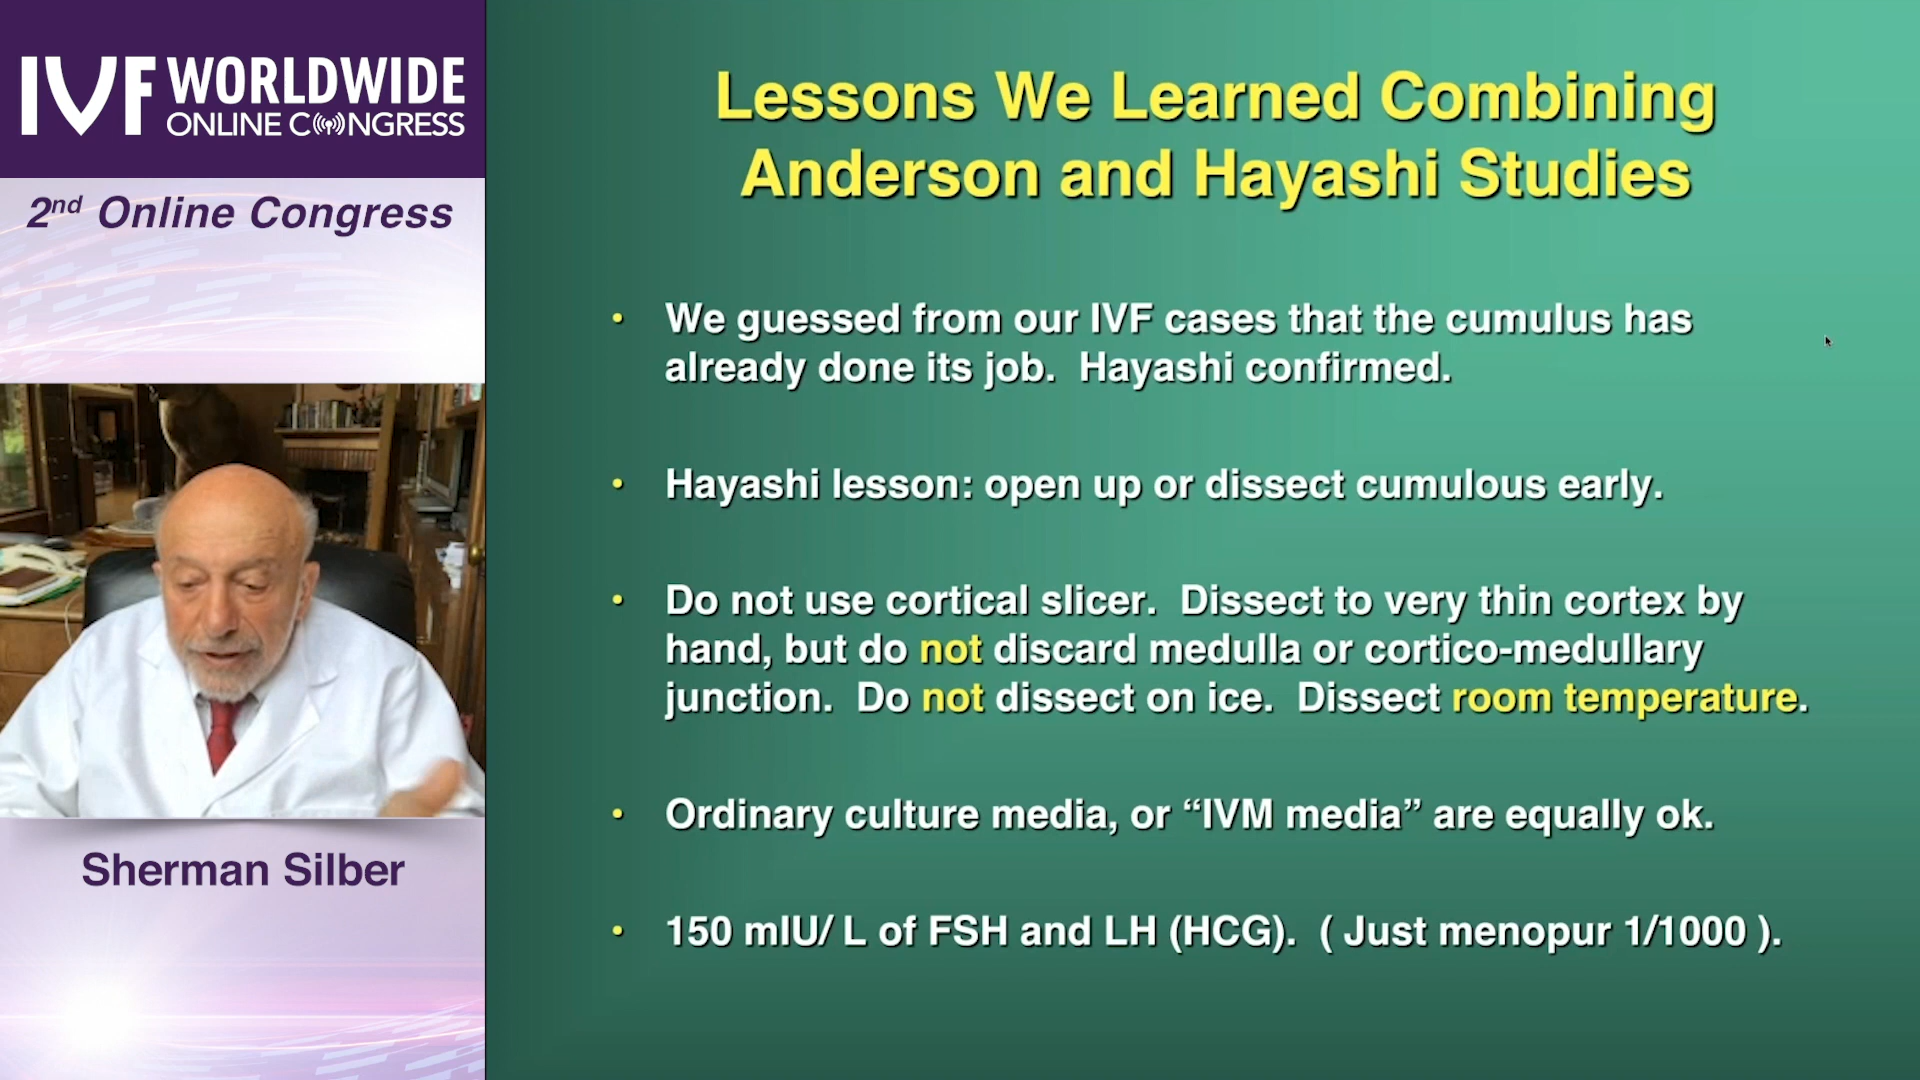 IVF WORLDWIDE
ONLINE CONGRESS
2nd Online Congress
Sherman Silber
Lessons We Learned Combining
Anderson and Hayashi Studies
• We guessed from our IVF cases that the cumulus has
already done its job. Hayashi confirmed.
• Hayashi lesson: open up or dissect cumulous early.
• Do not use cortical slicer. Dissect to very thin cortex by
hand, but do not discard medulla or cortico-medullary
junction. Do not dissect on ice. Dissect room temperature.
• Ordinary culture media, or “IVM media” are equally ok.
• 150 mIU/ L of FSH and LH (HCG). ( Just menopur 1/1000 ).